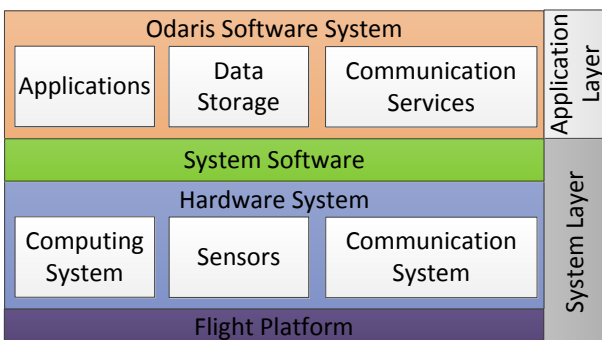 Odaris Software System
Applications
Data
Storage
Communication
Services
Application
Layer
System Software
Hardware System
Computing
System
Sensors
Communication
System
System Layer
Flight Platform